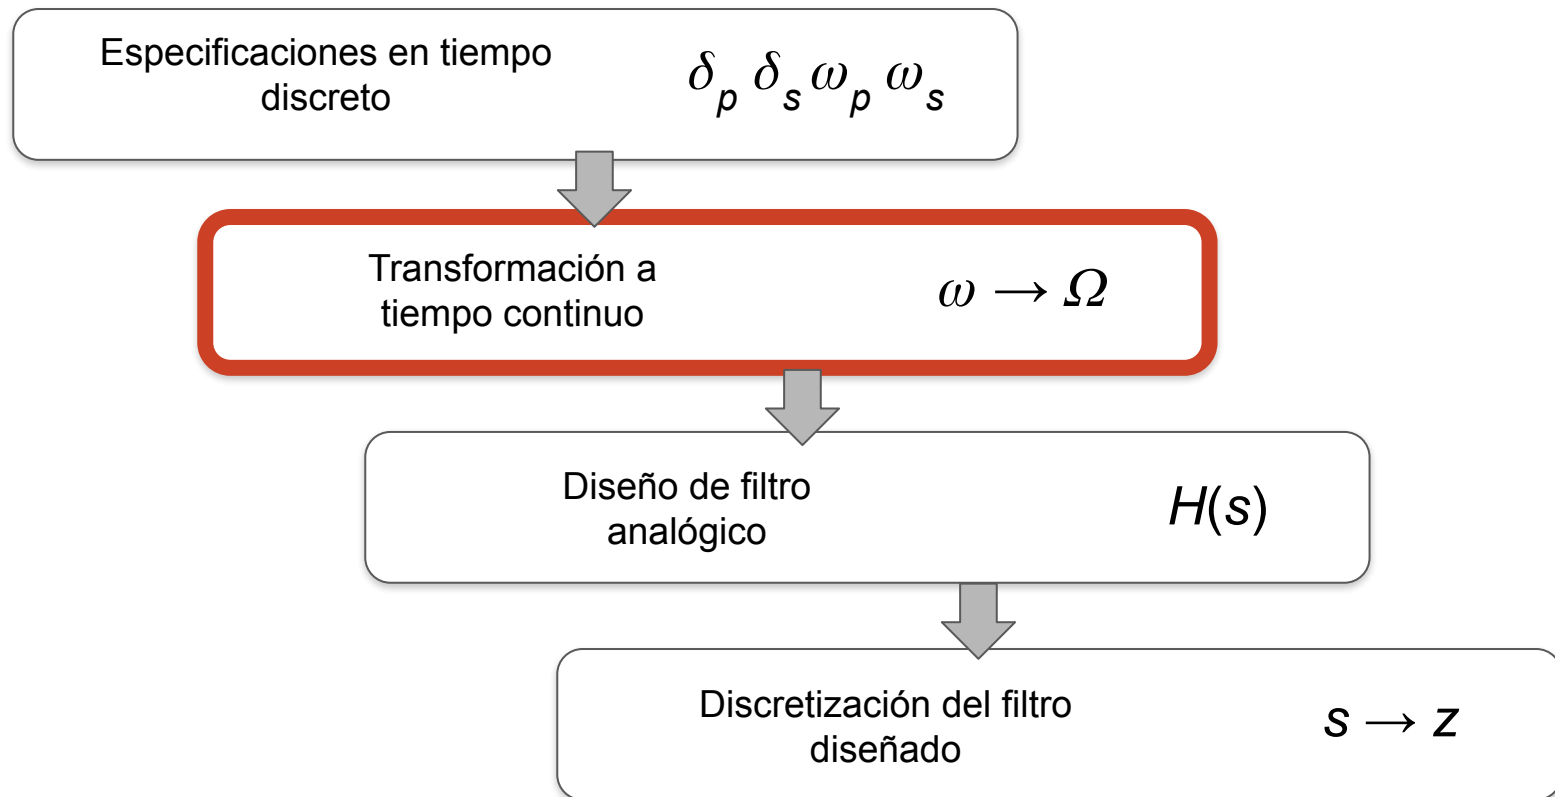 Especificaciones en tiempo
discreto
δp δs ωp ωs
Transformación a
tiempo continuo
ω → Ω
Diseño de filtro
analógico
H(s)
Discretización del filtro
diseñado
s → z